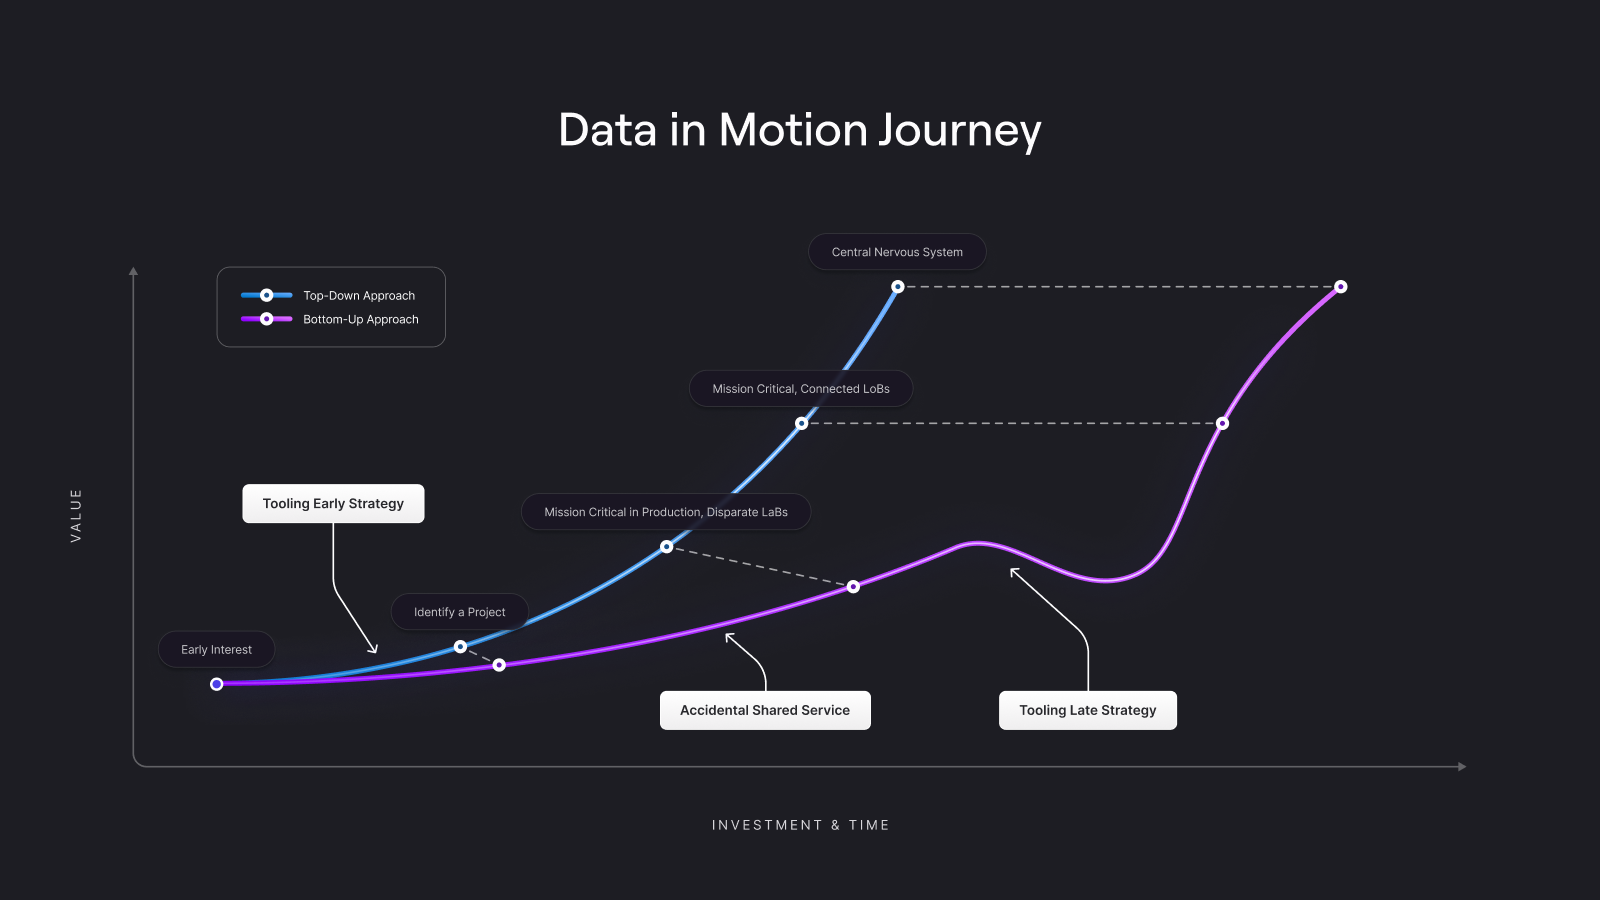 Data in Motion Journey
Central Nervous System
Top-Down Approach
Bottom-Up Approach
Mission Critical, Connected LoBs
Tooling Early Strategy
Mission Critical in Production, Disparate LaBs
VALUE
Identify a Project
Early Interest
Accidental Shared Service
Tooling Late Strategy
INVESTMENT & TIME